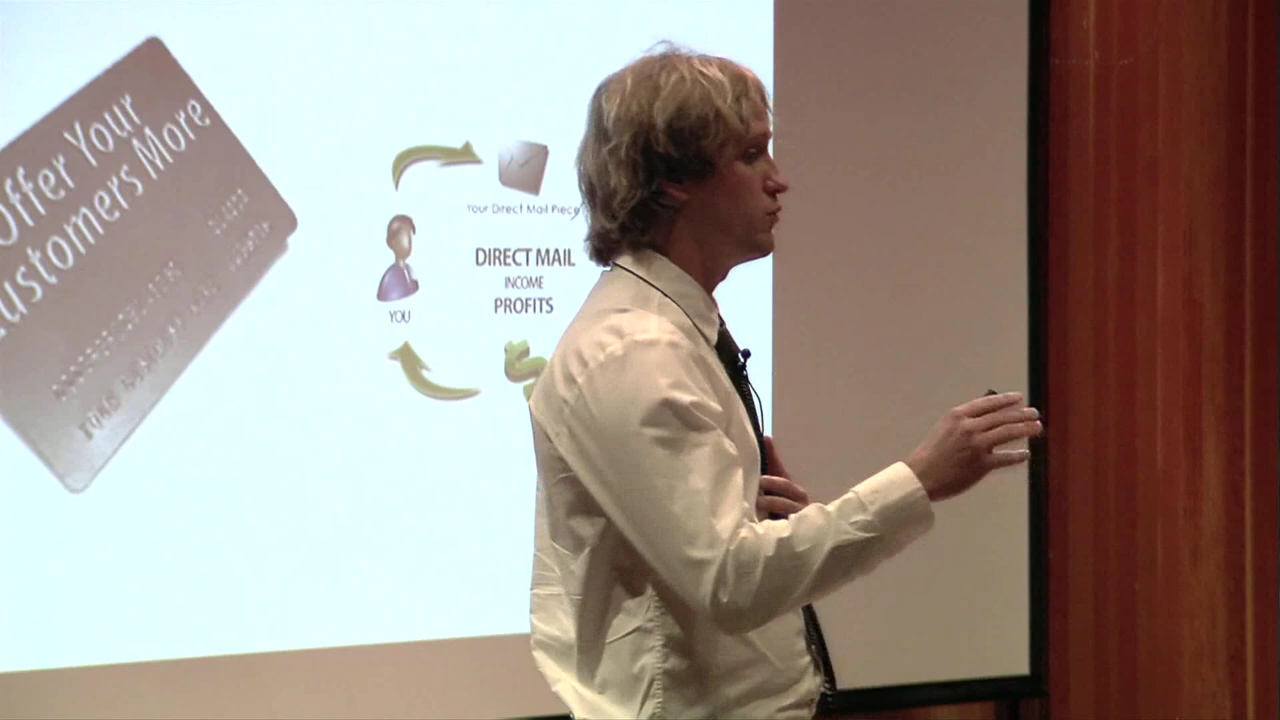 Offer Your
Customers More
Your Direct Mail Piece
DIRECT MAIL
INCOME
PROFITS
YOU